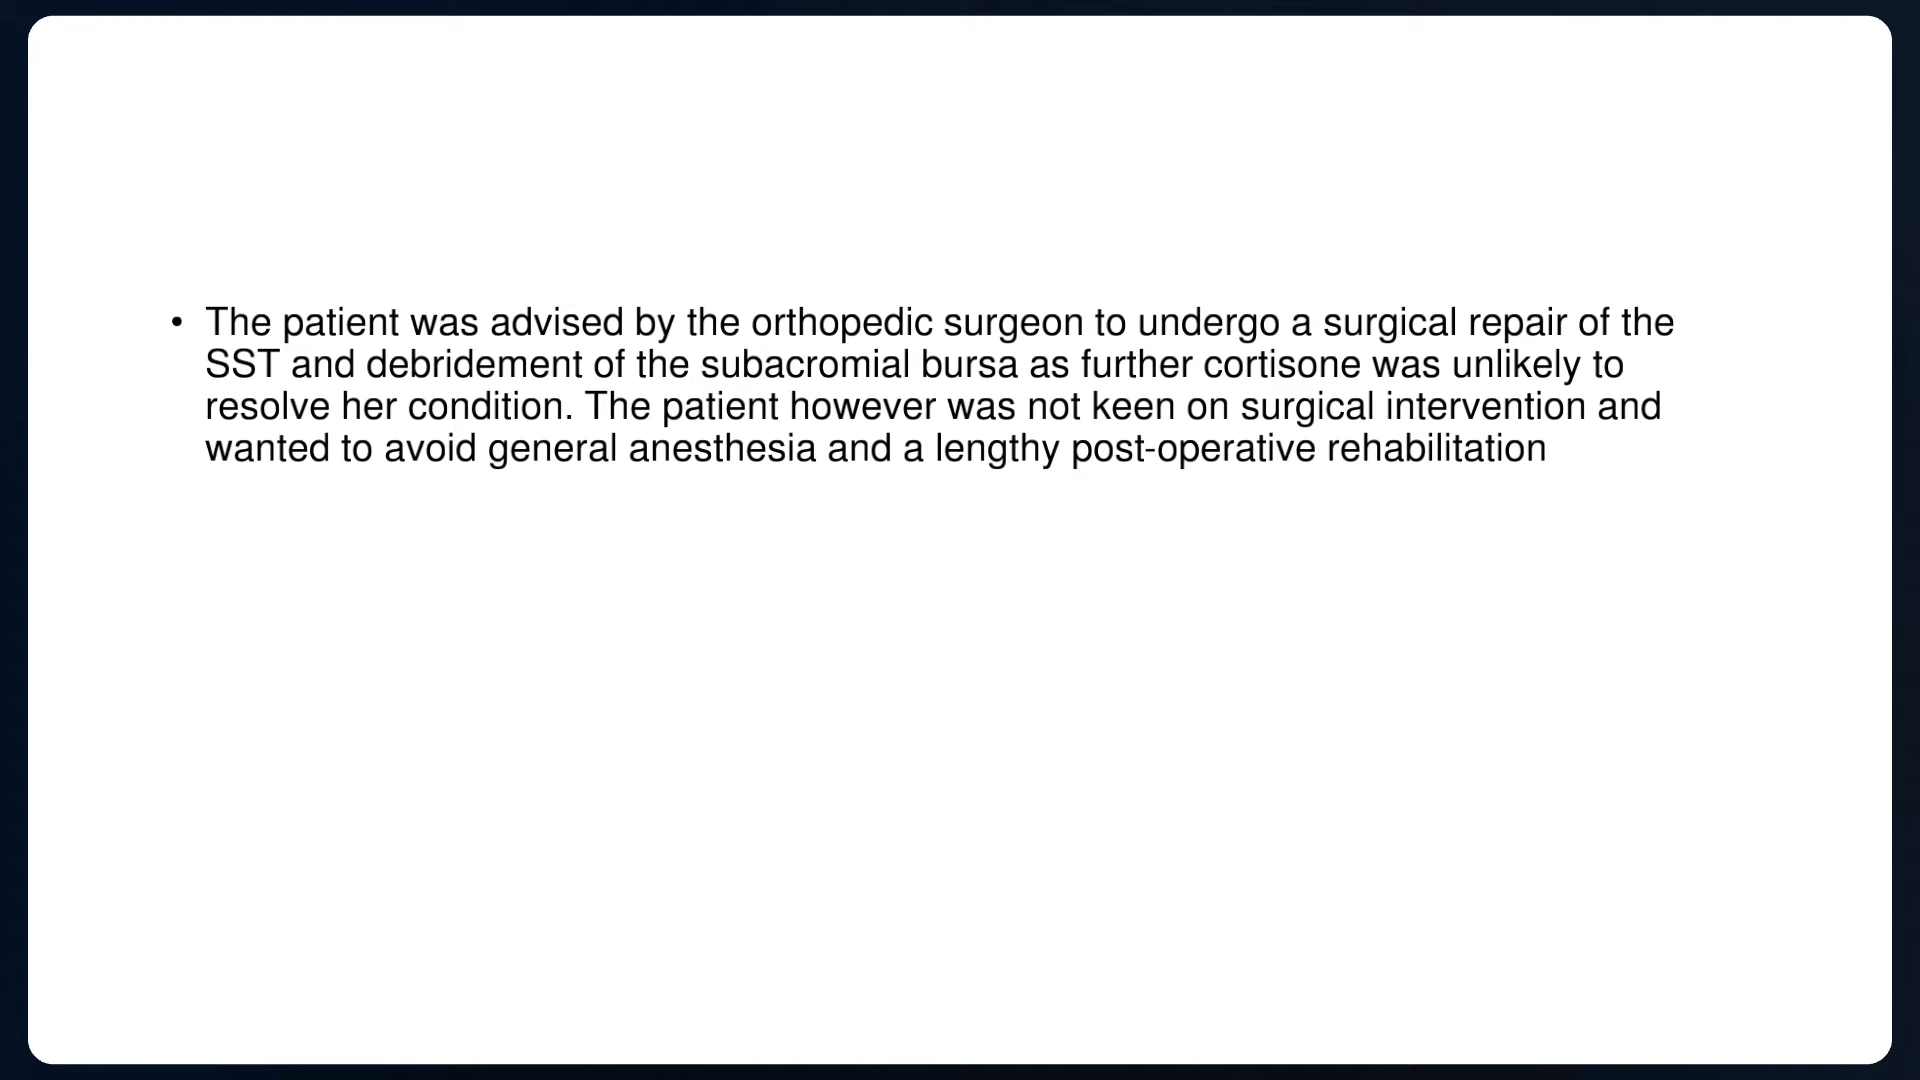 • The patient was advised by the orthopedic surgeon to undergo a surgical repair of the
SST and debridement of the subacromial bursa as further cortisone was unlikely to
resolve her condition. The patient however was not keen on surgical intervention and
wanted to avoid general anesthesia and a lengthy post-operative rehabilitation